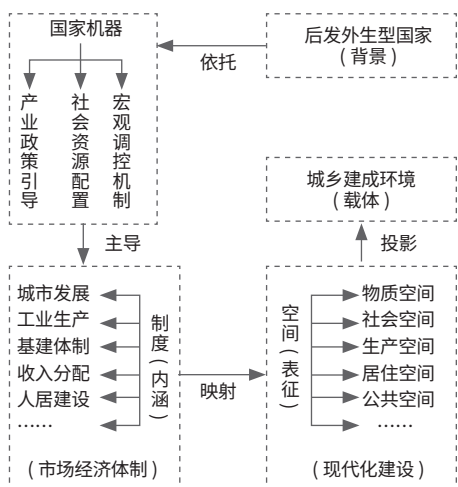 国家机器
产业政策引导
社会资源配置
宏观调控机制
依托
后发外生型国家
(背景)
城乡建成环境
(载体)
主导
投影
城市发展
工业生产
基建体制
收入分配
人居建设
……
制度(内涵)
(市场经济体制)
映射
空间(表征)
物质空间
社会空间
生产空间
居住空间
公共空间
……
(现代化建设)